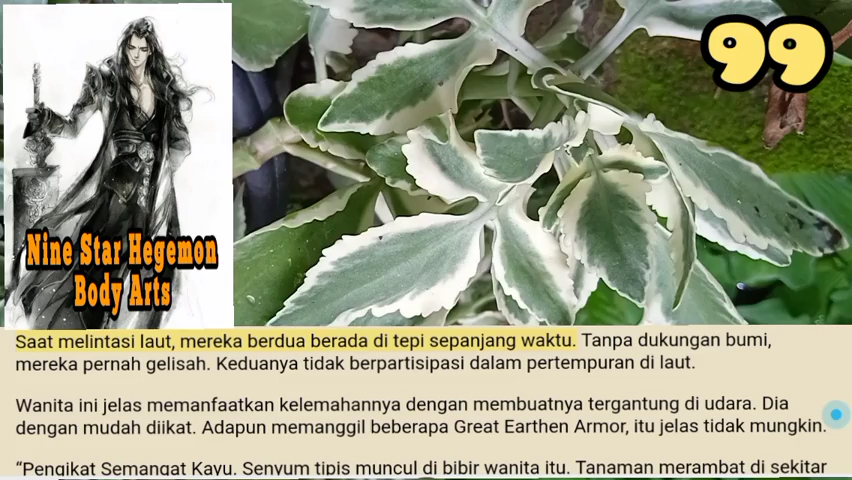 99
Nine Star Hegemon
Body Arts
Saat melintasi laut, mereka berdua berada di tepi sepanjang waktu. Tanpa dukungan bumi,
mereka pernah gelisah. Keduanya tidak berpartisipasi dalam pertempuran di laut.
Wanita ini jelas memanfaatkan kelemahannya dengan membuatnya tergantung di udara. Dia
dengan mudah diikat. Adapun memanggil beberapa Great Earthen Armor, itu jelas tidak mungkin.
“Pengikat Semangat Kayu. Senyum tipis muncul di bibir wanita itu. Tanaman merambat di sekitar